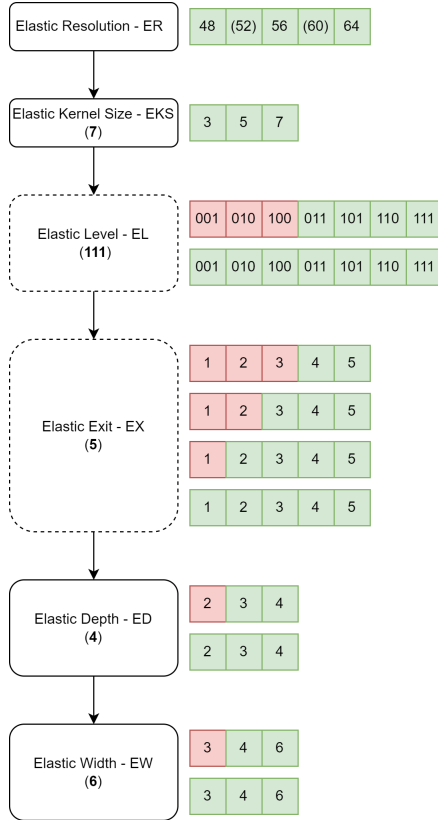 Elastic Resolution - ER
48 (52) 56 (60) 64
Elastic Kernel Size - EKS
(7)
3 5 7
Elastic Level - EL
(111)
001 010 100 011 101 110 111
001 010 100 011 101 110 111
Elastic Exit - EX
(5)
1 2 3 4 5
1 2 3 4 5
1 2 3 4 5
1 2 3 4 5
Elastic Depth - ED
(4)
2 3 4
2 3 4
Elastic Width - EW
(6)
3 4 6
3 4 6